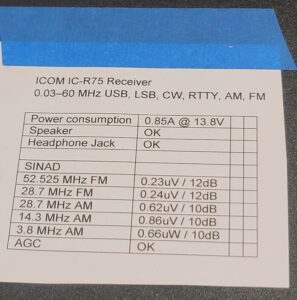 ICOM IC-R75 Receiver
0.03–60 MHz USB, LSB, CW, RTTY, AM, FM
Power consumption 0.85A @ 13.8V
Speaker OK
Headphone Jack OK
SINAD
52.525 MHz FM 0.23uV / 12dB
28.7 MHz FM 0.24uV / 12dB
28.7 MHz AM 0.62uV / 10dB
14.3 MHz AM 0.86uV / 10dB
3.8 MHz AM 0.66uW / 10dB
AGC OK